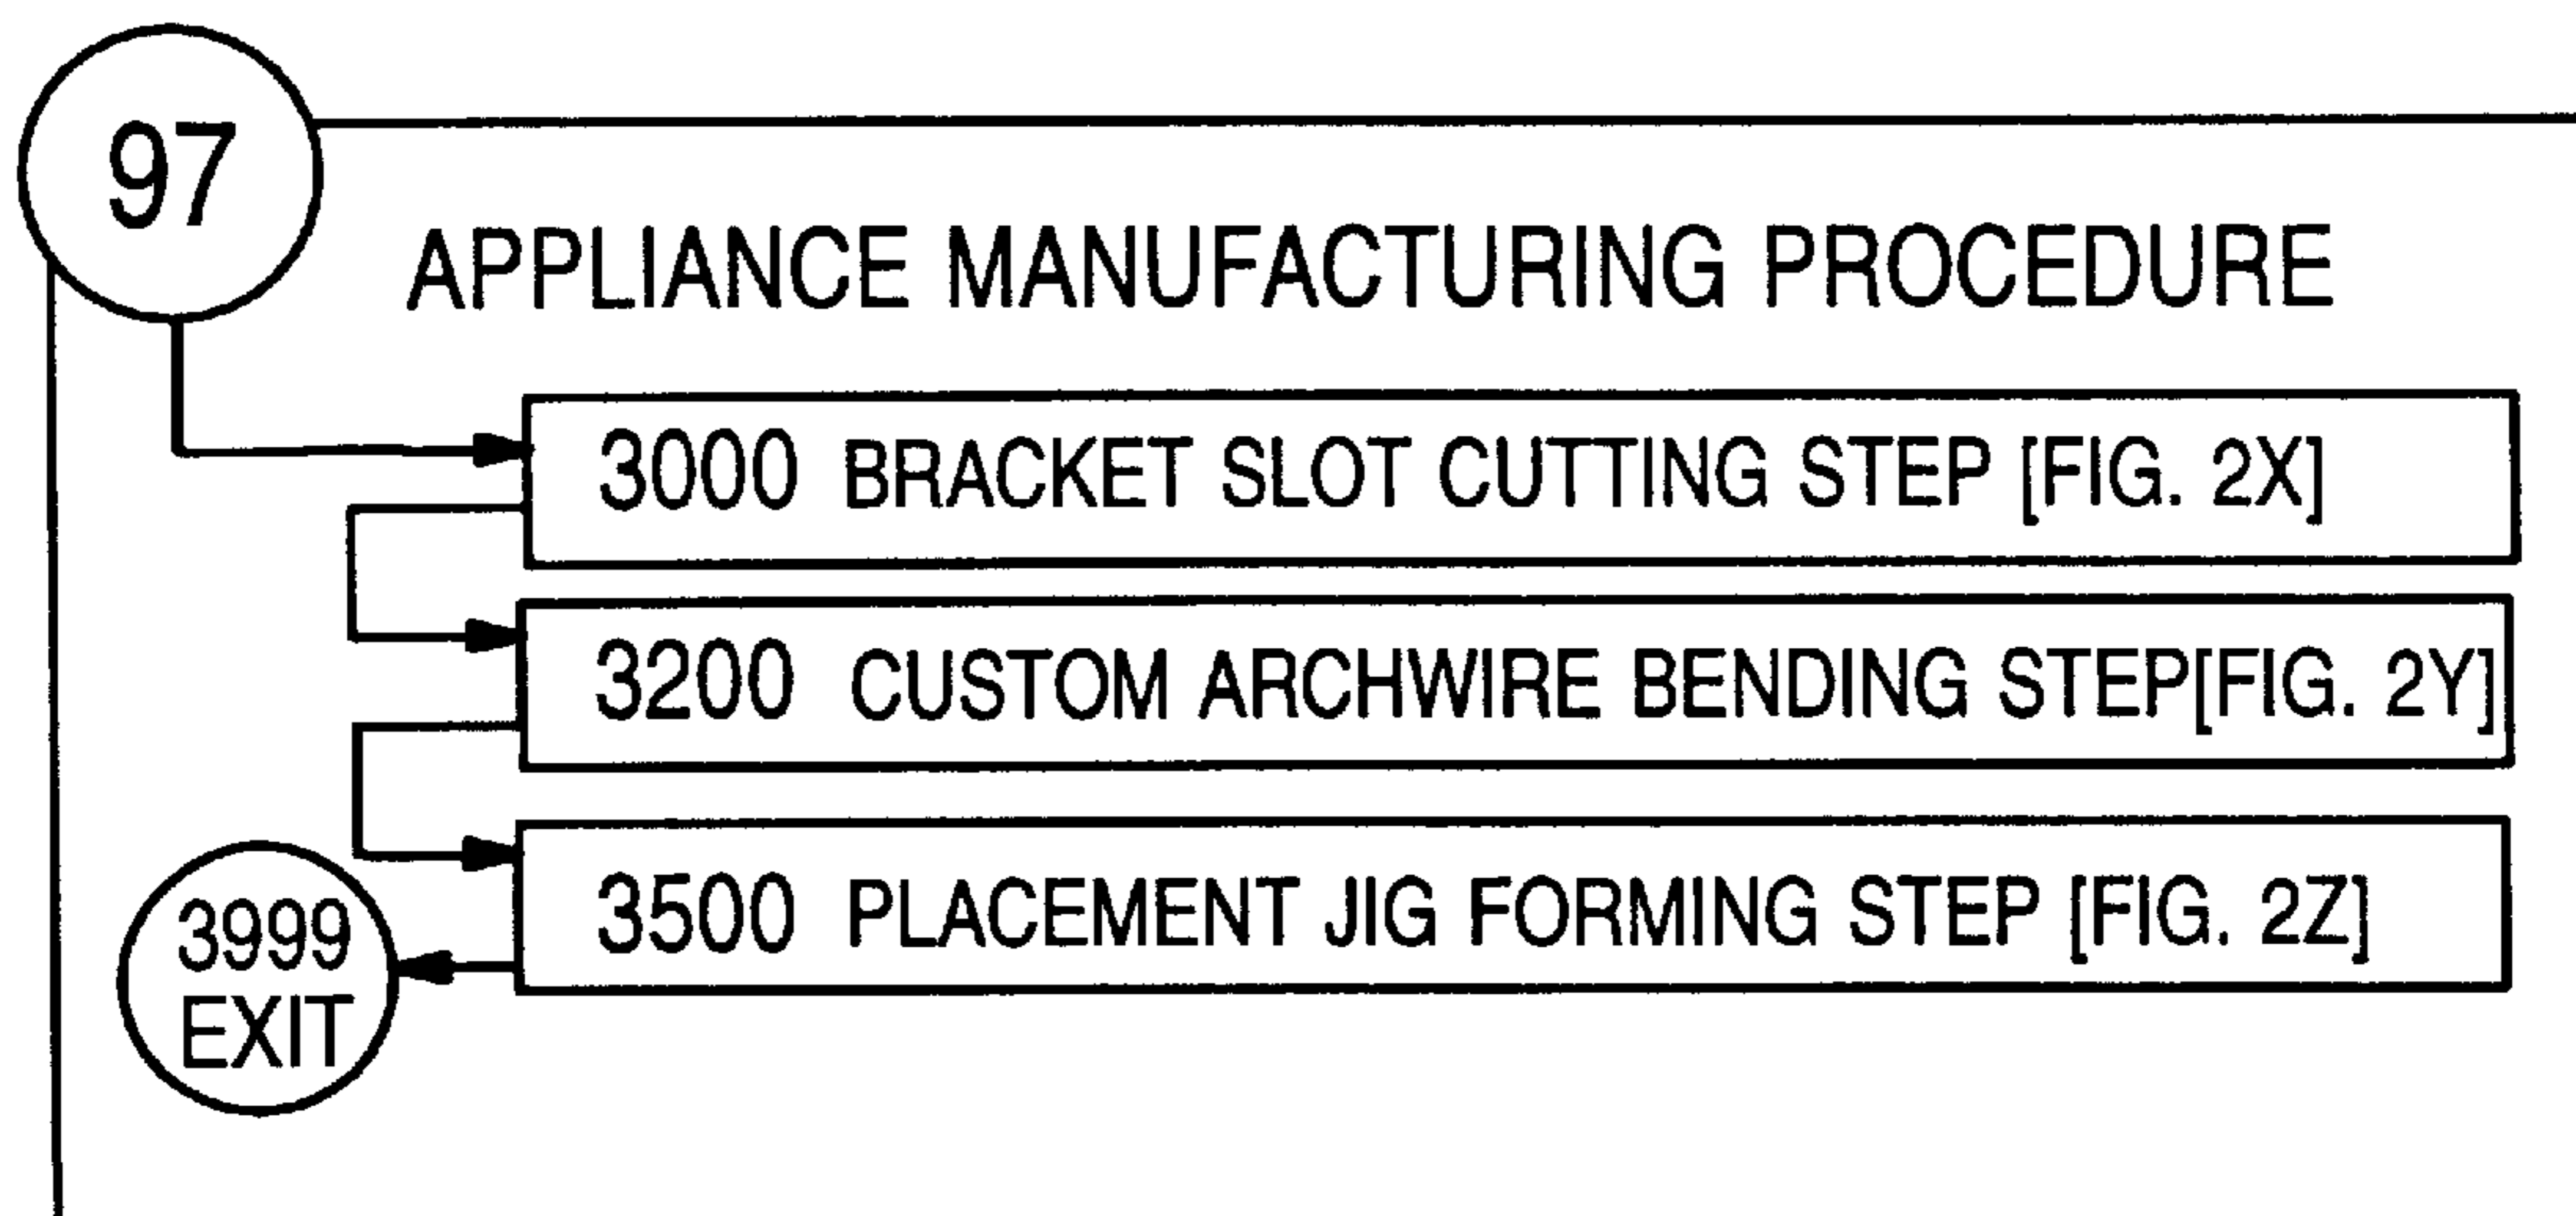 97
APPLIANCE MANUFACTURING PROCEDURE
3000 BRACKET SLOT CUTTING STEP [FIG. 2X]
3200 CUSTOM ARCHWIRE BENDING STEP[FIG. 2Y]
3500 PLACEMENT JIG FORMING STEP [FIG. 2Z]
3999
EXIT